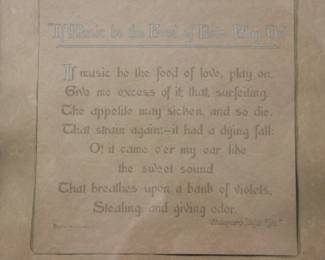 "If Music be the Food of Love, Play On"
If music be the food of love, play on.
Give me excess of it; that, surfeiting,
The appetite may sicken, and so die.
That strain again:—it had a dying fall:
O! it came o'er my ear like
the sweet sound
That breathes upon a bank of violets,
Stealing and giving odor.